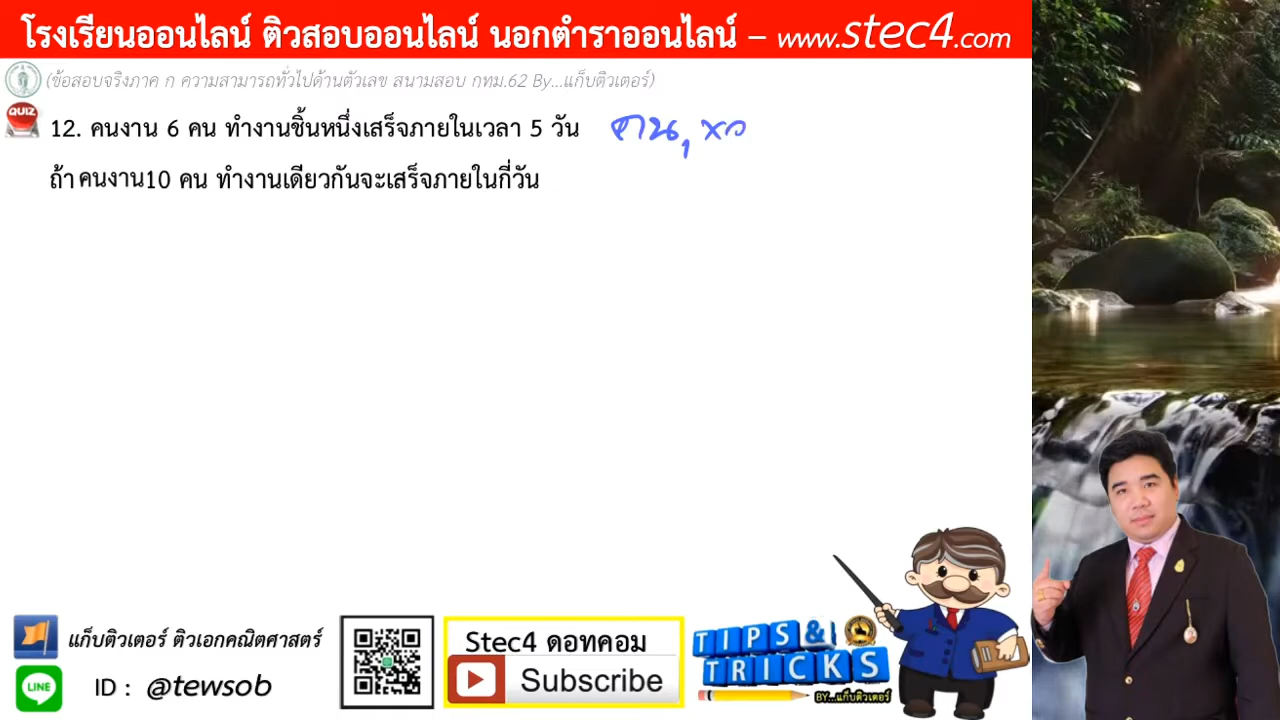 โรงเรียนออนไลน์ ติวสอบออนไลน์ นอกตำราออนไลน์ – www.stec4.com
(ข้อสอบจริงภาค ก ความสามารถทั่วไปด้านตัวเลข สนามสอบ กทม.62 By...แก็บติวเตอร์)
QUIZ
12. คนงาน 6 คน ทำงานชิ้นหนึ่งเสร็จภายในเวลา 5 วัน คน,
ถ้าคนงาน10 คน ทำงานเดียวกันจะเสร็จภายในกี่วัน
แก็บติวเตอร์ ติวเอกคณิตศาสตร์
LINE ID : @tewsob
Stec4 ดอทคอม
Subscribe
TIPS &
TRICKS
BY...แก็บติวเตอร์